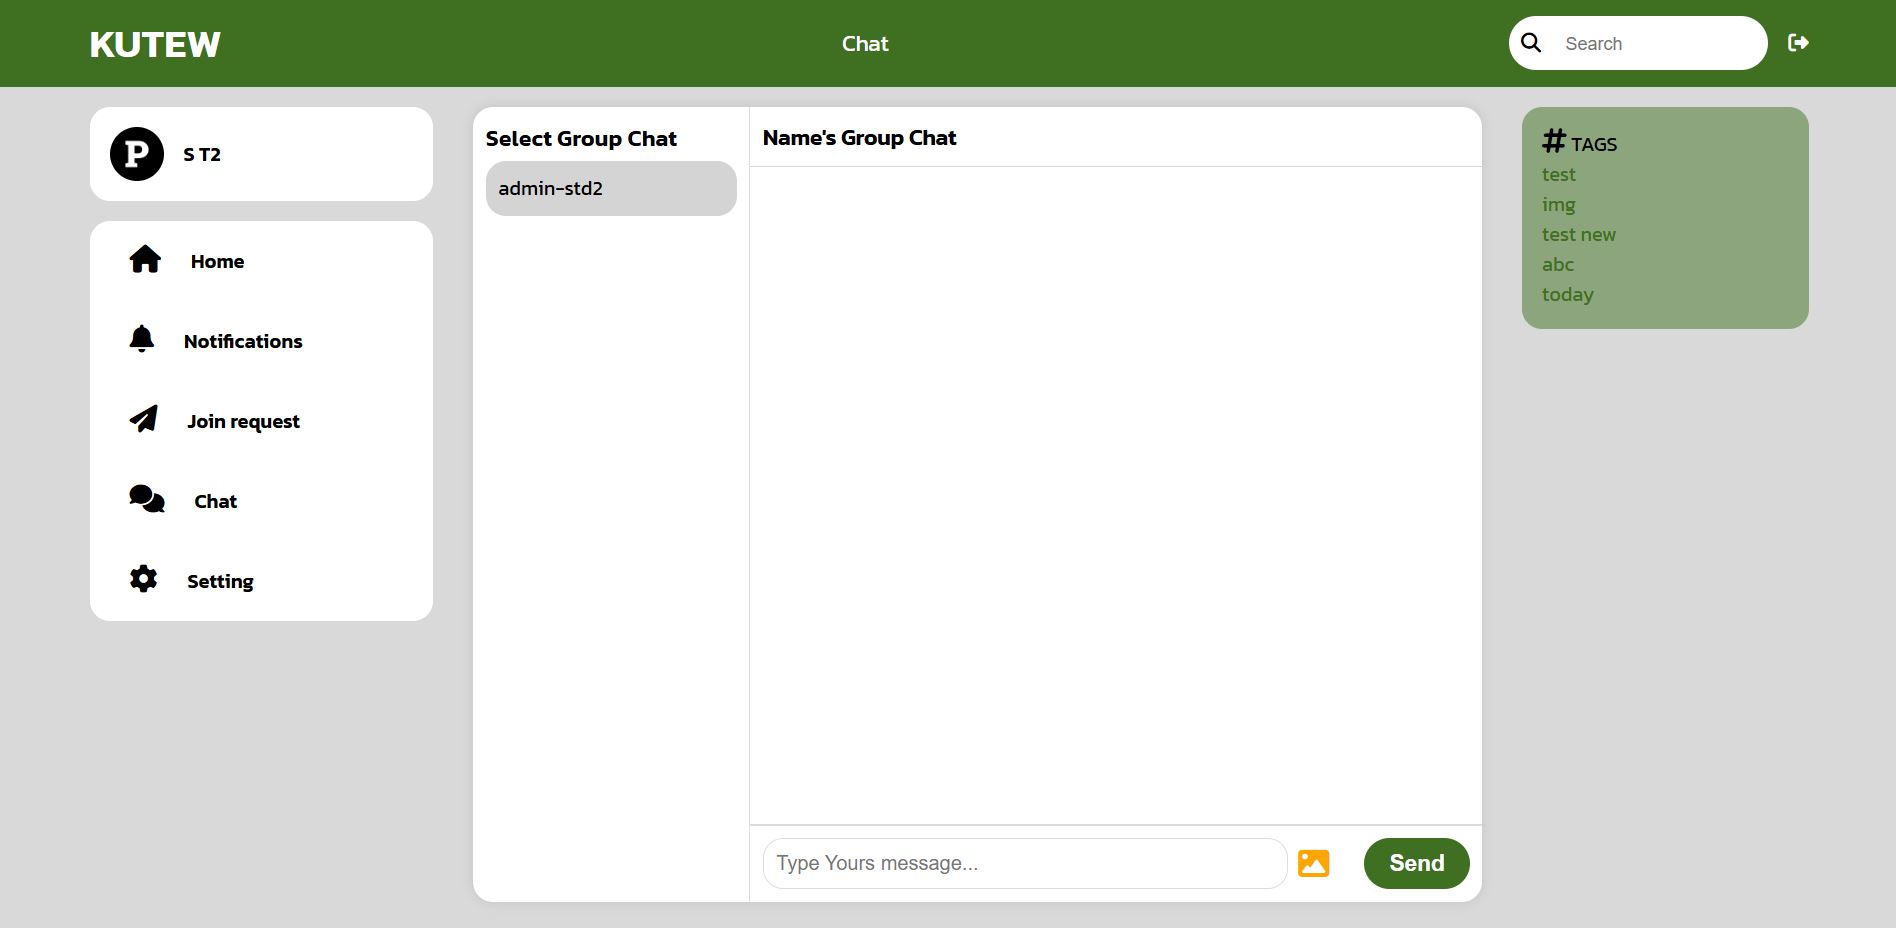 KUTEW
Chat
Search
P
S T2
Home
Notifications
Join request
Chat
Setting
Select Group Chat
admin-std2
Name's Group Chat
Type Yours message...
Send
# TAGS
test
img
test new
abc
today